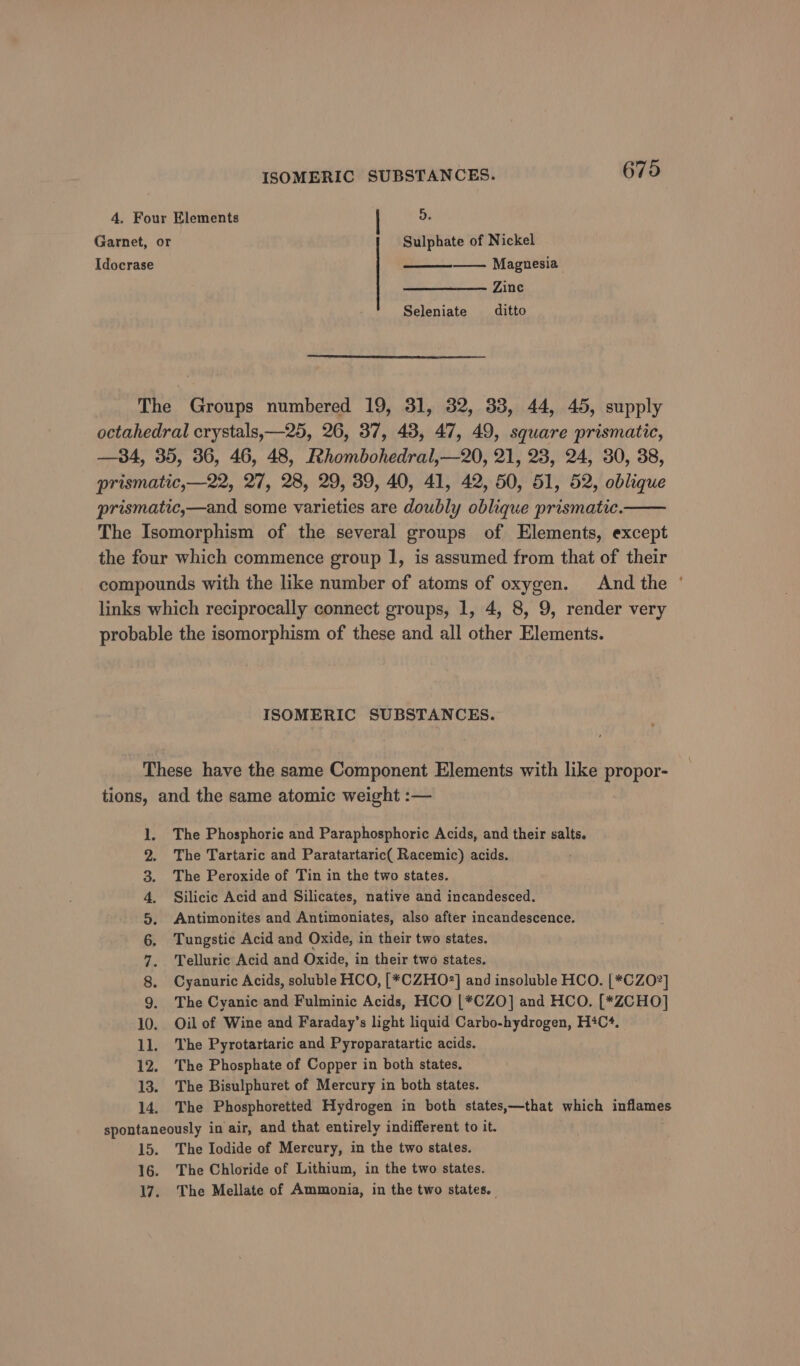 ISOMERIC SUBSTANCES. 675
4. Four Elements
Garnet, or
Idocrase
5.
Sulphate of Nickel
———— Magnesia
———— Zinc
Seleniate ditto
The Groups numbered 19, 31, 32, 33, 44, 45, supply
octahedral crystals,—25, 26, 37, 43, 47, 49, square prismatic,
—34, 35, 36, 46, 48, Rhombohedral,—20, 21, 23, 24, 30, 38,
prismatic,—22, 27, 28, 29, 39, 40, 41, 42, 50, 51, 52, oblique
prismatic,—and some varieties are doubly oblique prismatic.——
The Isomorphism of the several groups of Elements, except
the four which commence group 1, is assumed from that of their
compounds with the like number of atoms of oxygen. And the
links which reciprocally connect groups, 1, 4, 8, 9, render very
probable the isomorphism of these and all other Elements.
ISOMERIC SUBSTANCES.
These have the same Component Elements with like propor-
tions, and the same atomic weight :—
1. The Phosphoric and Paraphosphoric Acids, and their salts.
2. The Tartaric and Paratartaric( Racemic) acids.
3. The Peroxide of Tin in the two states.
4. Silicic Acid and Silicates, native and incandesced.
5. Antimonites and Antimoniates, also after incandescence.
6. Tungstic Acid and Oxide, in their two states.
7. Telluric Acid and Oxide, in their two states.
8. Cyanuric Acids, soluble HCO, [*CZHO²] and insoluble HCO. [*CZO²]
9. The Cyanic and Fulminic Acids, HCO [*CZO] and HCO. [*ZCHO]
10. Oil of Wine and Faraday's light liquid Carbo-hydrogen, H⁴C⁴.
11. The Pyrotartaric and Pyroparatartic acids.
12. The Phosphate of Copper in both states.
13. The Bisulphuret of Mercury in both states.
14. The Phosphoretted Hydrogen in both states,—that which inflames
spontaneously in air, and that entirely indifferent to it.
15. The Iodide of Mercury, in the two states.
16. The Chloride of Lithium, in the two states.
17. The Mellate of Ammonia, in the two states.